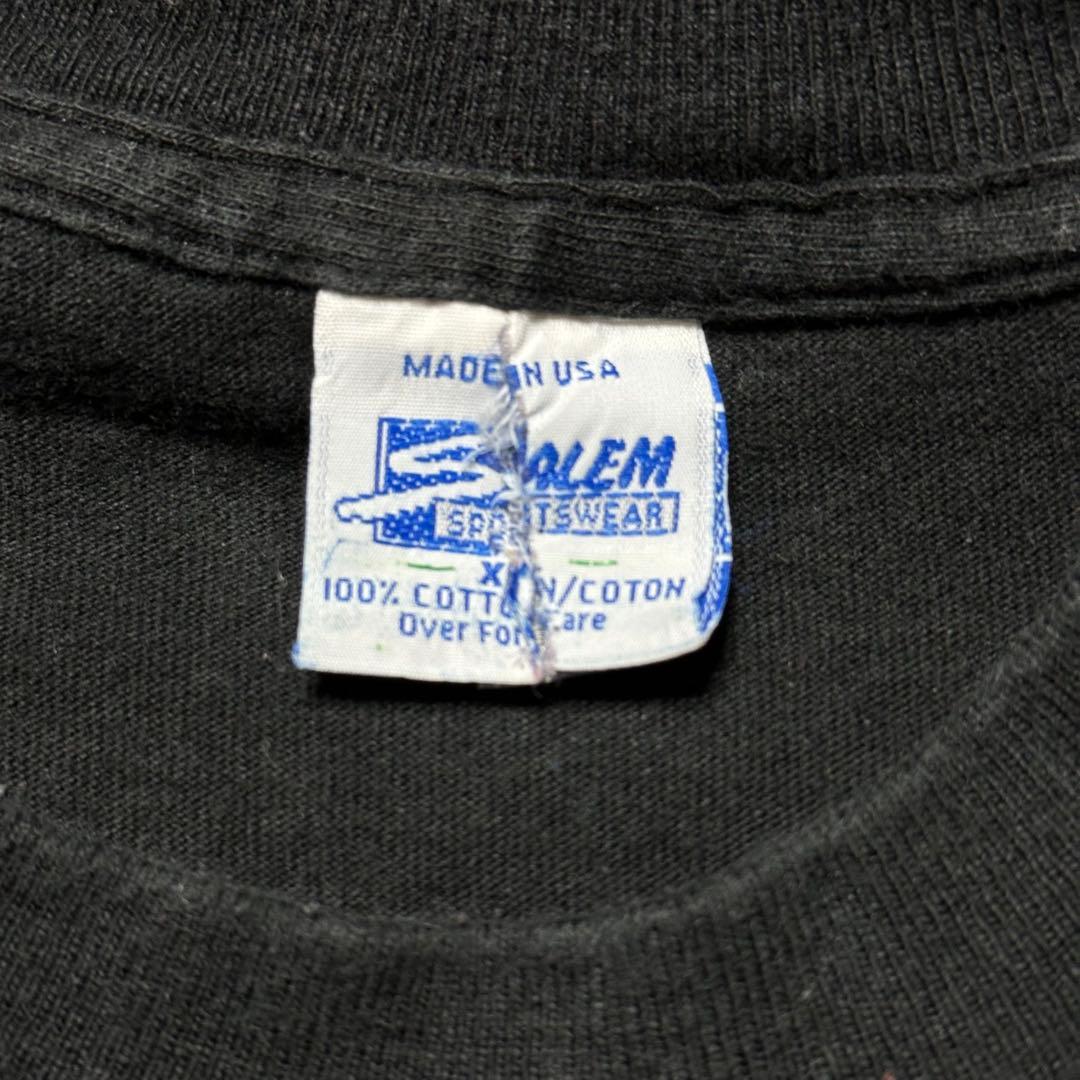 MADE IN USA
SALEM
SPORTSWEAR
100% COTTON/COTON
Over For Care